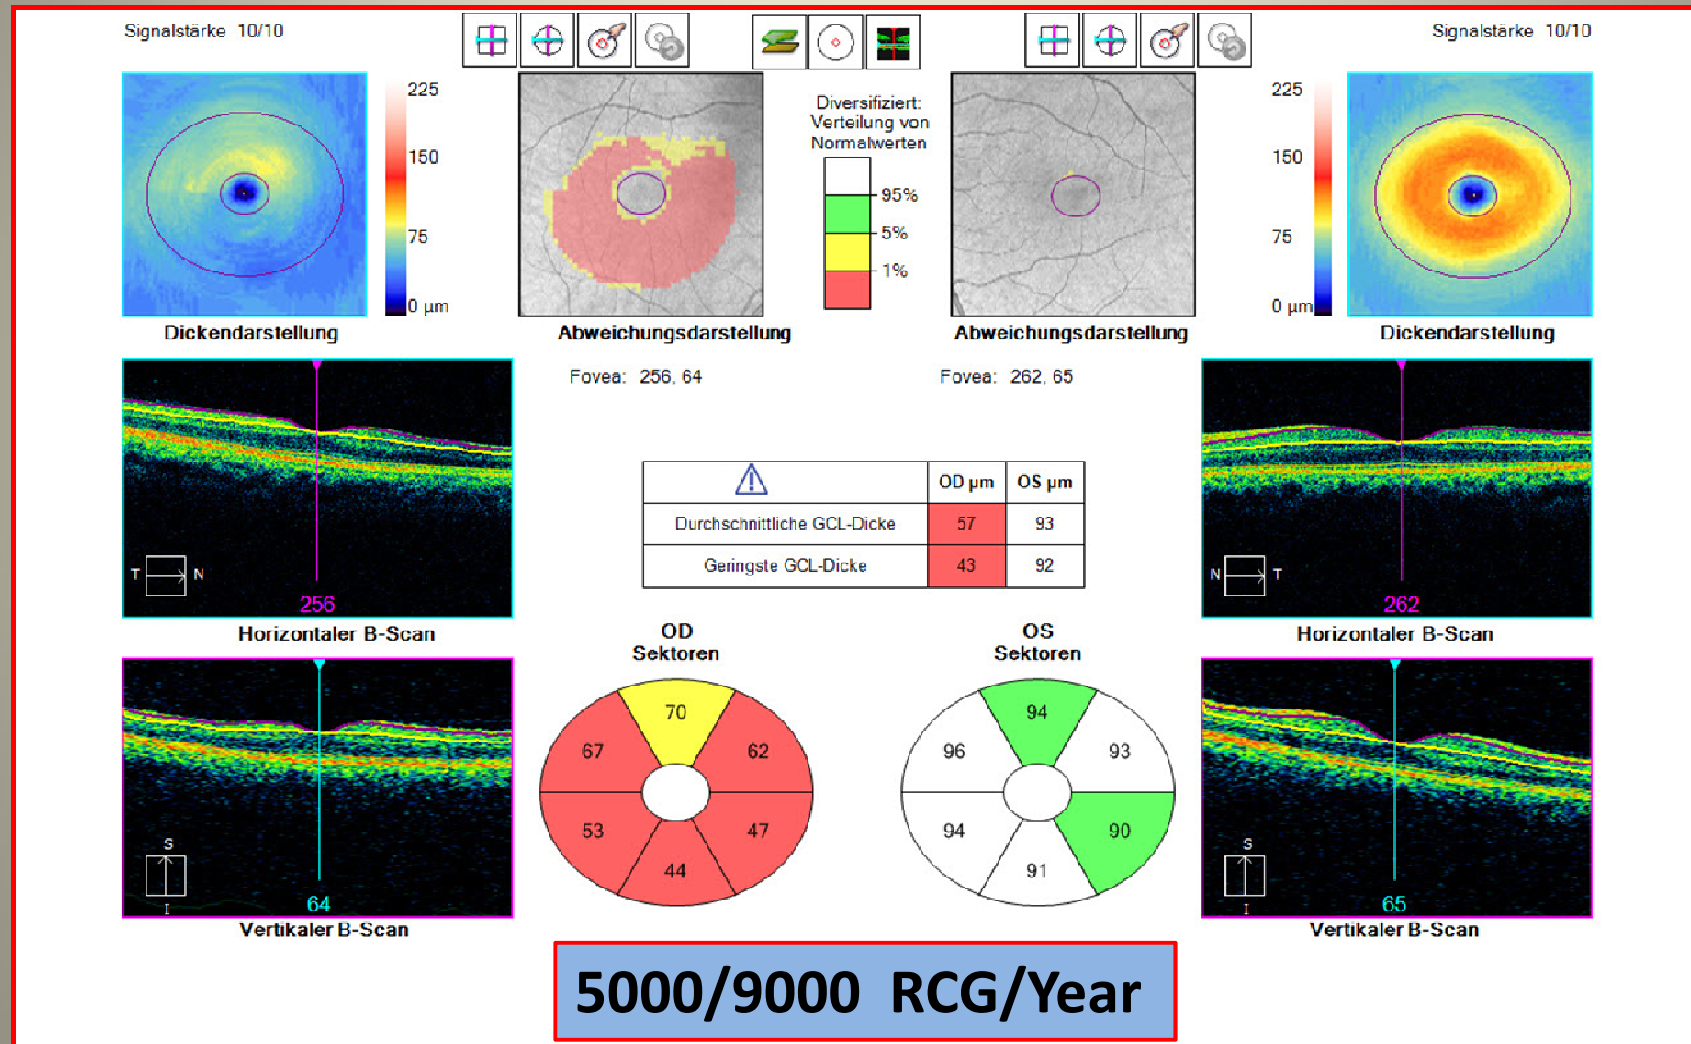 Signalstärke 10/10
Signalstärke 10/10
225
150
75
0 µm
Dickendarstellung
Abweichungsdarstellung
Diversifiziert:
Verteilung von
Normalwerten
95%
5%
1%
Abweichungsdarstellung
225
150
75
0 µm
Dickendarstellung
Fovea: 256, 64
Fovea: 262, 65
T N
256
Horizontaler B-Scan
OD µm OS µm
Durchschnittliche GCL-Dicke 57 93
Geringste GCL-Dicke 43 92
N T
262
Horizontaler B-Scan
OD
Sektoren
70
67 62
53 47
44
OS
Sektoren
94
96 93
94 90
91
S
I
64
Vertikaler B-Scan
S
I
65
Vertikaler B-Scan
5000/9000 RCG/Year